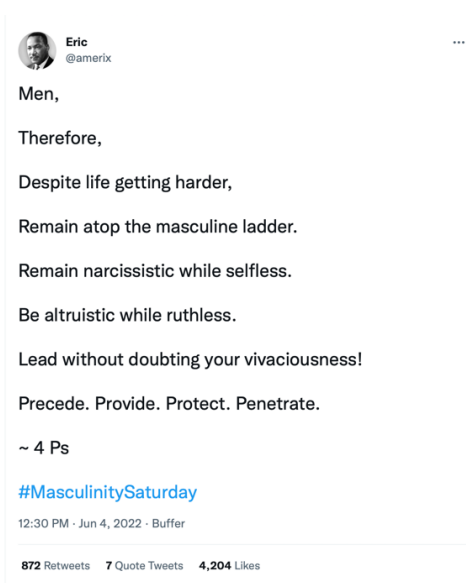 Eric
@amerix
Men,
Therefore,
Despite life getting harder,
Remain atop the masculine ladder.
Remain narcissistic while selfless.
Be altruistic while ruthless.
Lead without doubting your vivaciousness!
Precede. Provide. Protect. Penetrate.
~ 4 Ps
#MasculinitySaturday
12:30 PM · Jun 4, 2022 · Buffer
872 Retweets 7 Quote Tweets 4,204 Likes